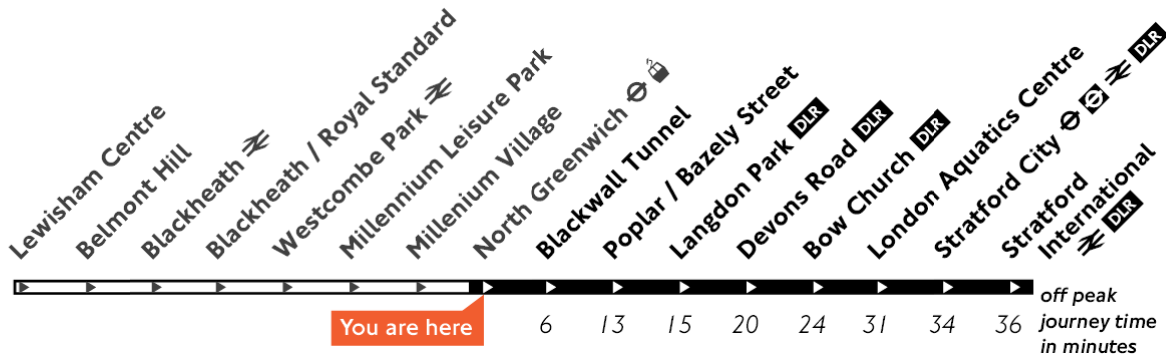 Lewisham Centre
Belmont Hill
Blackheath
Blackheath / Royal Standard
Westcombe Park
Millennium Leisure Park
Millenium Village
North Greenwich
Blackwall Tunnel
Poplar / Bazely Street
Langdon Park DLR
Devons Road DLR
Bow Church DLR
London Aquatics Centre
Stratford City DLR
Stratford
International
DLR
You are here
6 13 15 20 24 31 34 36
off peak
journey time
in minutes